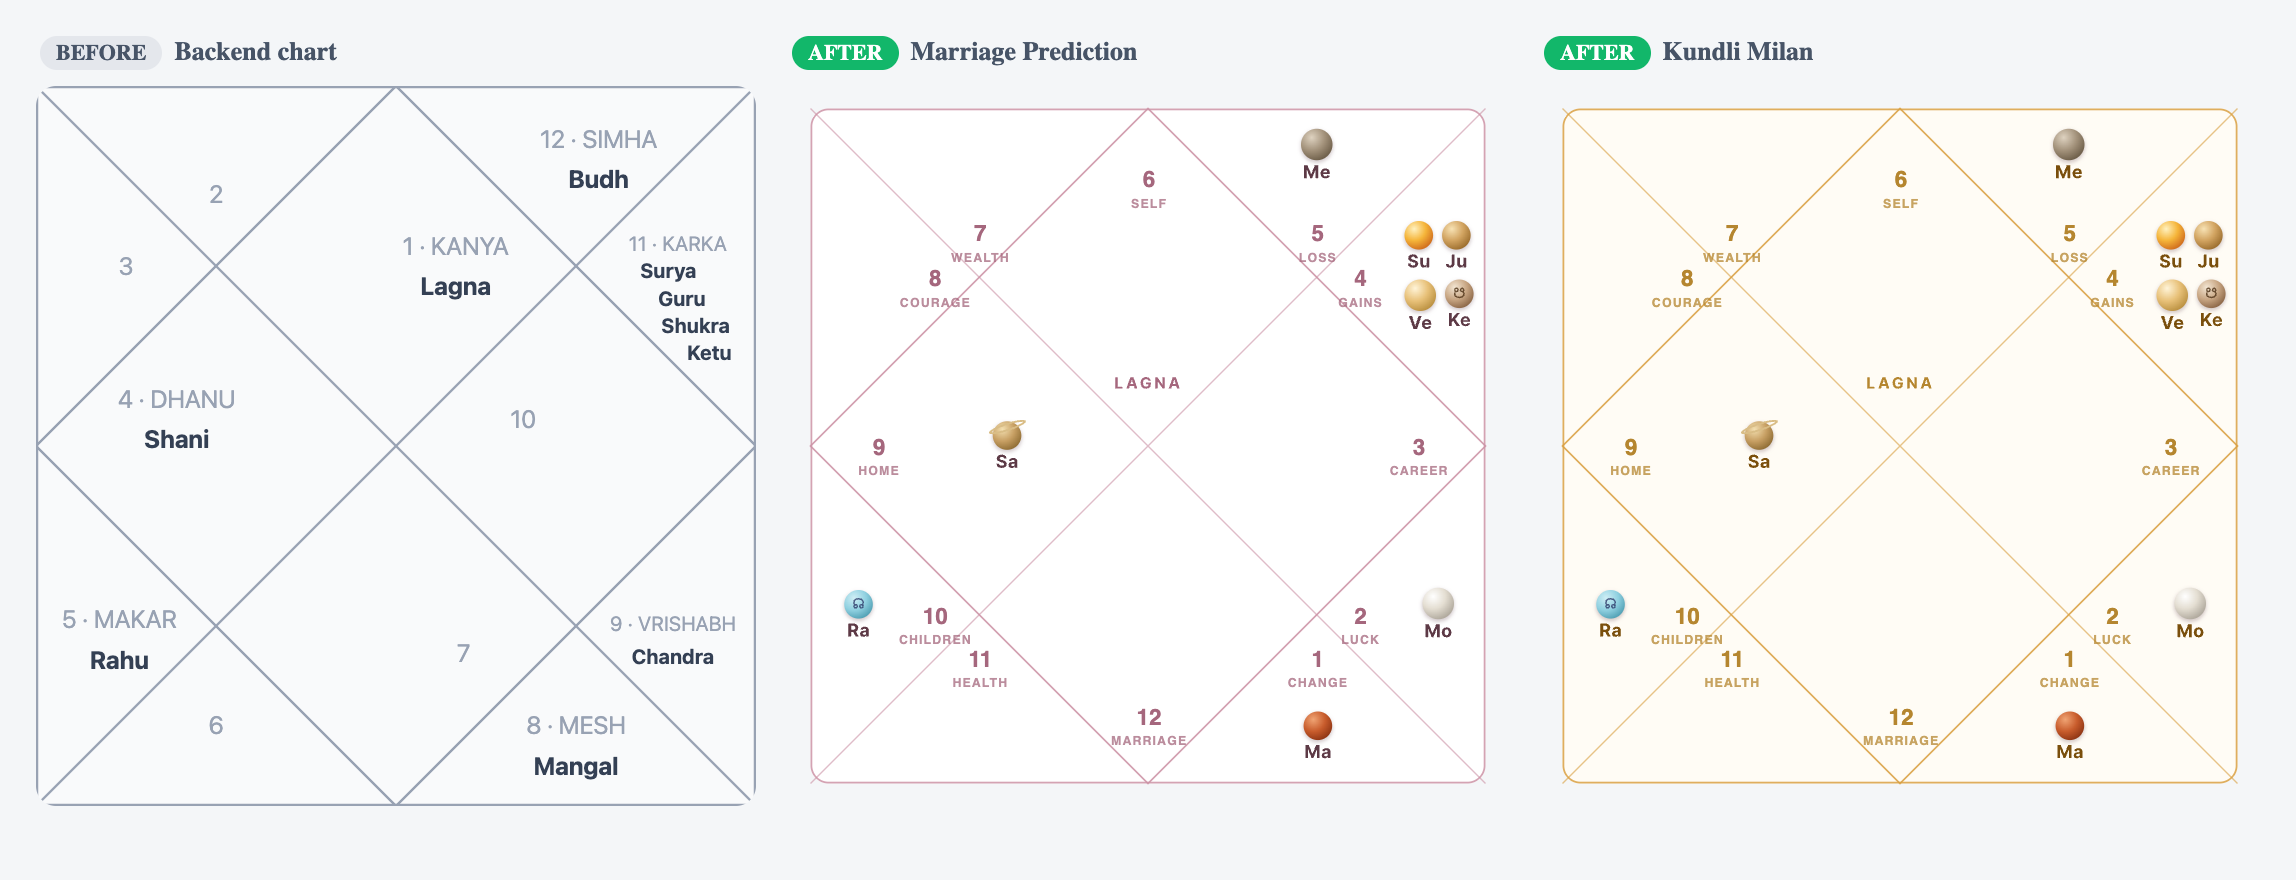 BEFORE Backend chart
12 · SIMHA
Budh
2
1 · KANYA
Lagna
11 · KARKA
Surya
Guru
Shukra
Ketu
3
4 · DHANU
Shani
10
5 · MAKAR
Rahu
9 · VRISHABH
Chandra
7
6
8 · MESH
Mangal
AFTER Marriage Prediction
Me
6
SELF
7
WEALTH
5
LOSS
Su Ju
8
COURAGE
4
GAINS
Ve Ke
LAGNA
9
HOME
Sa
3
CAREER
Ra
10
CHILDREN
2
LUCK
Mo
11
HEALTH
1
CHANGE
12
MARRIAGE
Ma
AFTER Kundli Milan
Me
6
SELF
7
WEALTH
5
LOSS
Su Ju
8
COURAGE
4
GAINS
Ve Ke
LAGNA
9
HOME
Sa
3
CAREER
Ra
10
CHILDREN
2
LUCK
Mo
11
HEALTH
1
CHANGE
12
MARRIAGE
Ma